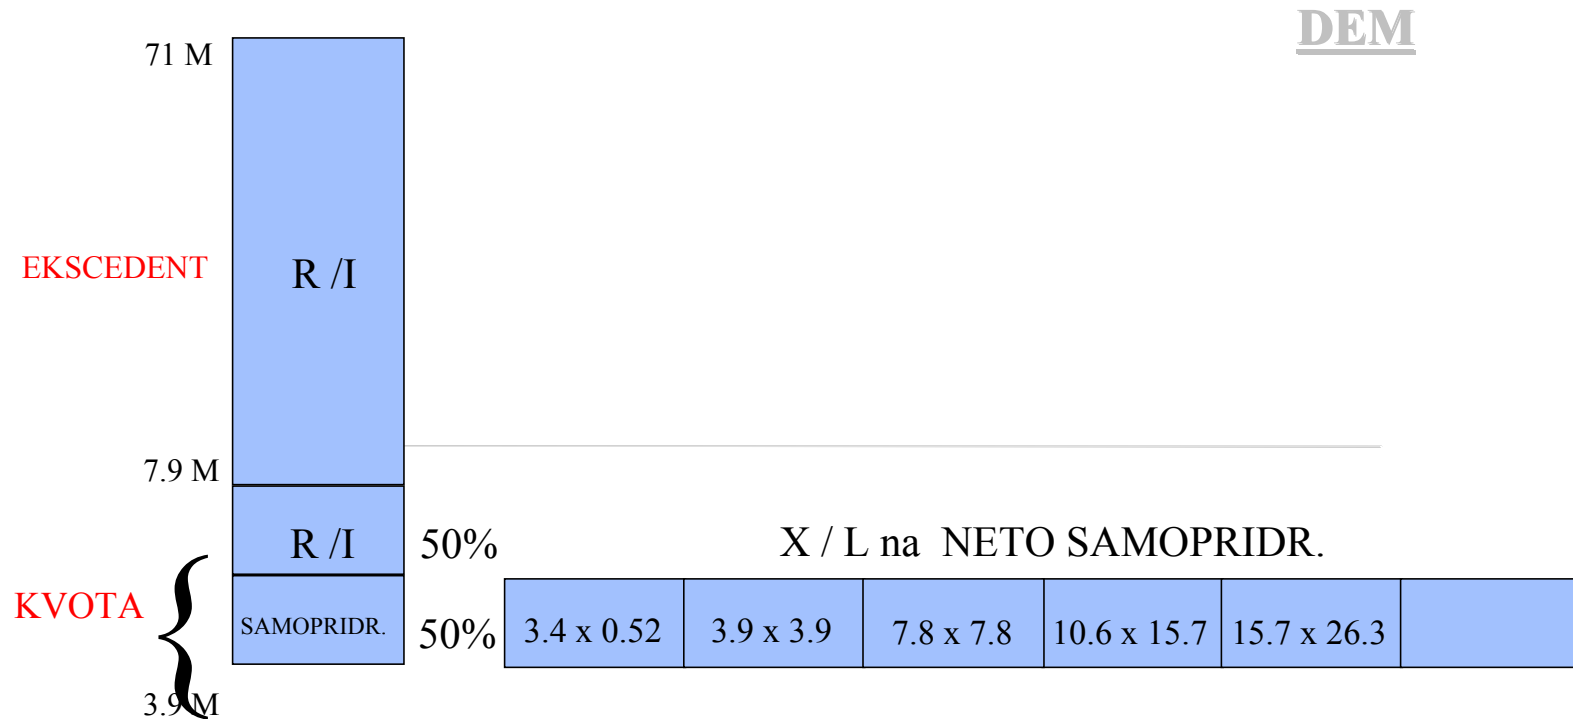 DEM
71 M
EKSCEDENT
R /I
7.9 M
R /I
50%
X / L na NETO SAMOPRIDR.
KVOTA
SAMOPRIDR.
50%
3.4 x 0.52
3.9 x 3.9
7.8 x 7.8
10.6 x 15.7
15.7 x 26.3
3.9 M